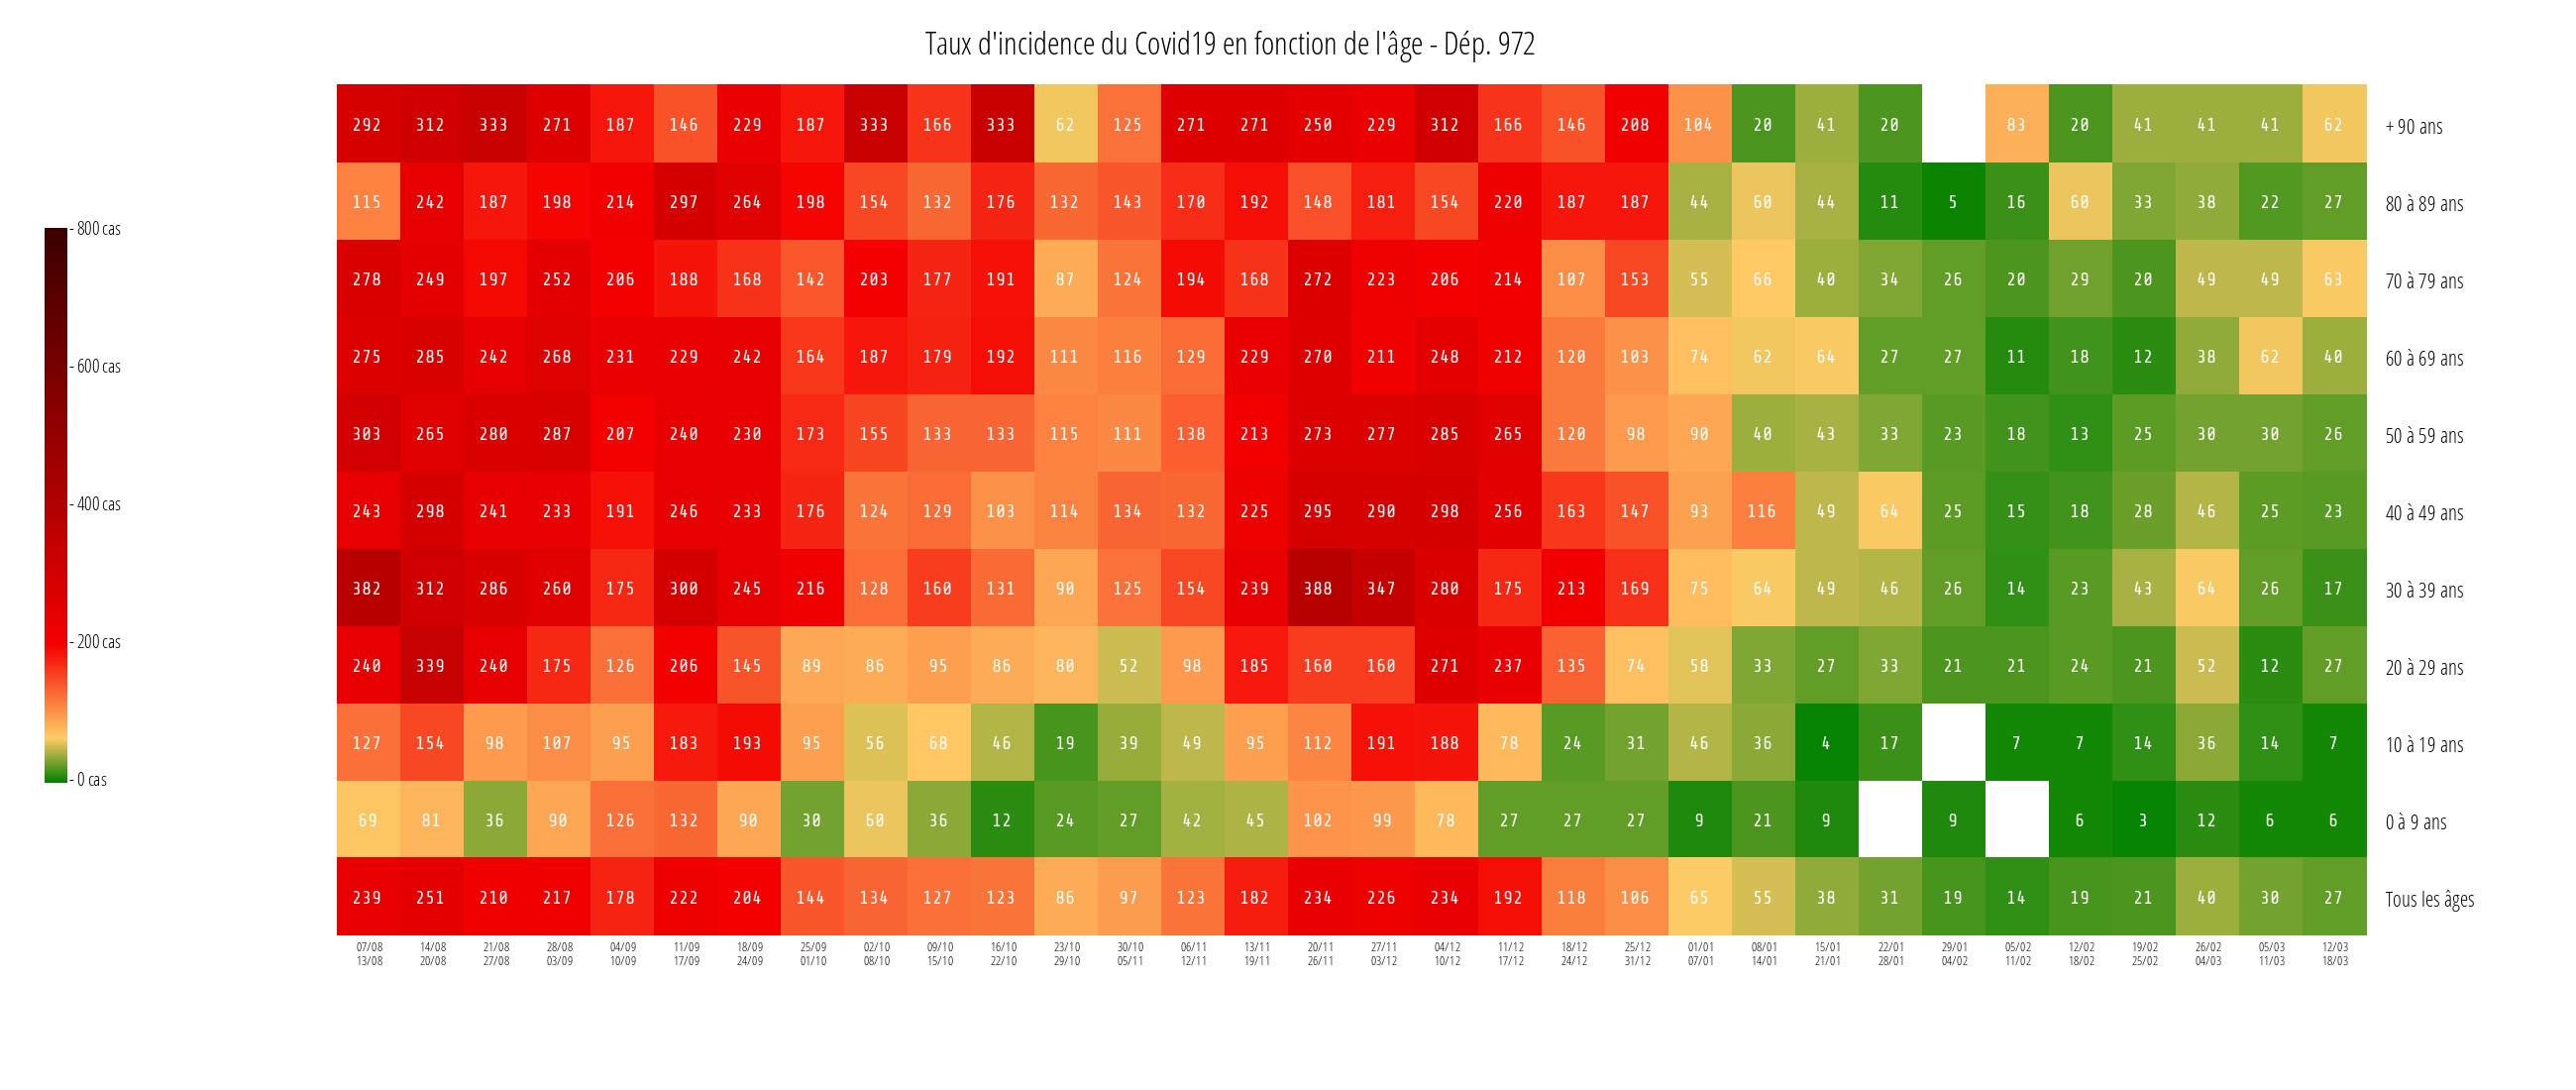 Taux d'incidence du Covid19 en fonction de l'âge - Dép. 972
292 312 333 271 187 146 229 187 333 166 333 62 125 271 271 250 229 312 166 146 208 104 20 41 20 83 20 41 41 41 62 + 90 ans
115 242 187 198 214 297 264 198 154 132 176 132 143 170 192 148 181 154 220 187 187 44 60 44 11 5 16 60 33 38 22 27 80 à 89 ans
278 249 197 252 206 188 168 142 203 177 191 87 124 194 168 272 223 206 214 107 153 55 66 40 34 26 20 29 20 49 49 63 70 à 79 ans
275 285 242 268 231 229 242 164 187 179 192 111 116 129 229 270 211 248 212 120 103 74 62 64 27 27 11 18 12 38 62 40 60 à 69 ans
303 265 280 287 207 240 230 173 155 133 133 115 111 138 213 273 277 285 265 120 98 90 40 43 33 23 18 13 25 30 30 26 50 à 59 ans
243 298 241 233 191 246 233 176 124 129 103 114 134 132 225 295 290 298 256 163 147 93 116 49 64 25 15 18 28 46 25 23 40 à 49 ans
382 312 286 260 175 300 245 216 128 160 131 90 125 154 239 388 347 280 175 213 169 75 64 49 46 26 14 23 43 64 26 17 30 à 39 ans
240 339 240 175 126 206 145 89 86 95 86 80 52 98 185 160 160 271 237 135 74 58 33 27 33 21 21 24 21 52 12 27 20 à 29 ans
127 154 98 107 95 183 193 95 56 68 46 19 39 49 95 112 191 188 78 24 31 46 36 4 17 7 7 14 36 14 7 10 à 19 ans
69 81 36 90 126 132 90 30 60 36 12 24 27 42 45 102 99 78 27 27 27 9 21 9 9 6 3 12 6 6 0 à 9 ans
239 251 210 217 178 222 204 144 134 127 123 86 97 123 182 234 226 234 192 118 106 65 55 38 31 19 14 19 21 40 30 27 Tous les âges
07/08 14/08 21/08 28/08 04/09 11/09 18/09 25/09 02/10 09/10 16/10 23/10 30/10 06/11 13/11 20/11 27/11 04/12 11/12 18/12 25/12 01/01 08/01 15/01 22/01 29/01 05/02 12/02 19/02 26/02 05/03 12/03
13/08 20/08 27/08 03/09 10/09 17/09 24/09 01/10 08/10 15/10 22/10 29/10 05/11 12/11 19/11 26/11 03/12 10/12 17/12 24/12 31/12 07/01 14/01 21/01 28/01 04/02 11/02 18/02 25/02 04/03 11/03 18/03
- 800 cas
- 600 cas
- 400 cas
- 200 cas
- 0 cas